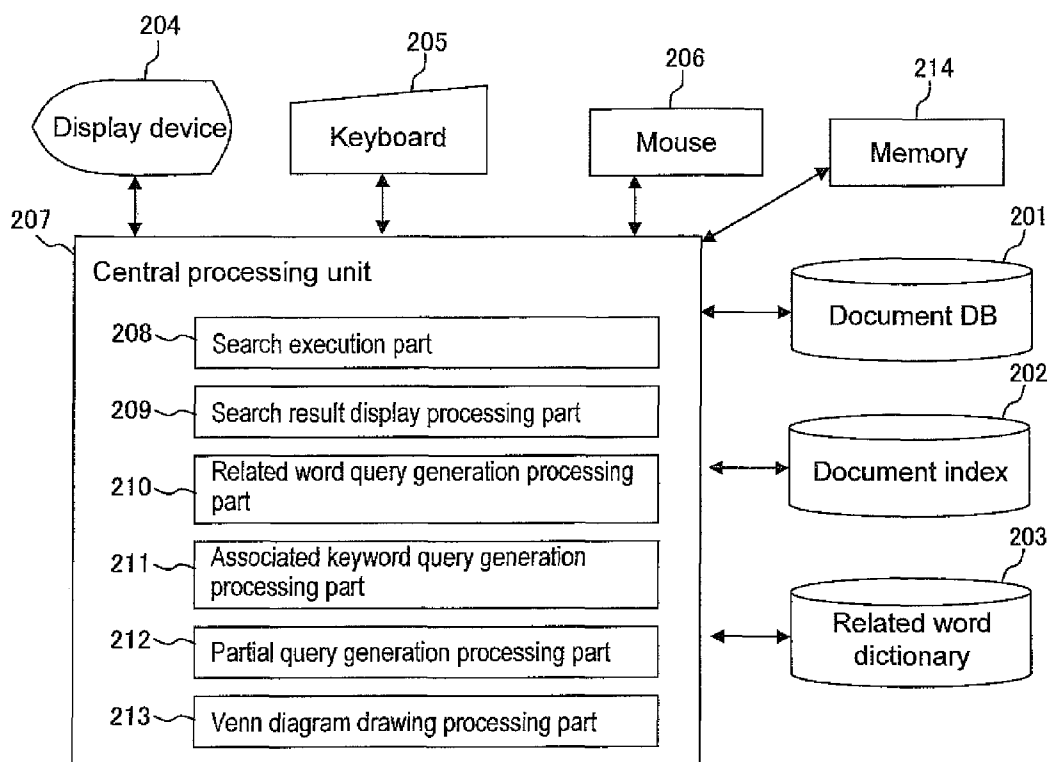 204
205
206
214
Display device
Keyboard
Mouse
Memory
207
Central processing unit
201
Document DB
208
Search execution part
209
Search result display processing part
202
Document index
210
Related word query generation processing
part
211
Associated keyword query generation
processing part
203
Related word
dictionary
212
Partial query generation processing part
213
Venn diagram drawing processing part